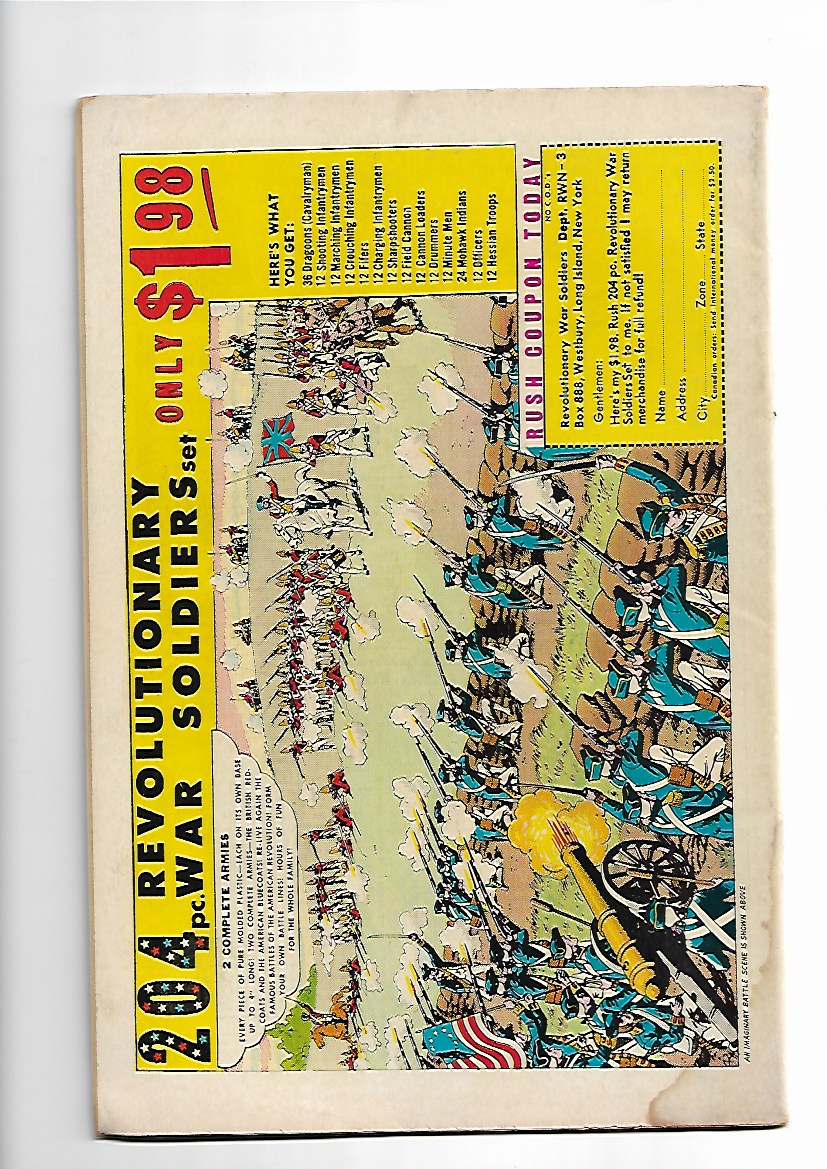 204 REVOLUTIONARY
pc. WAR SOLDIERS set
ONLY $1.98
2 COMPLETE ARMIES
EVERY PIECE OF PURE MOLDED PLASTIC—EACH ON ITS OWN BASE
UP TO 4" LONG! TWO COMPLETE ARMIES—THE BRITISH RED-
COATS AND THE AMERICAN BLUECOATS! RE-LIVE AGAIN THE
FAMOUS BATTLES OF THE AMERICAN REVOLUTION! FORM
YOUR OWN BATTLE LINES! HOURS OF FUN
FOR THE WHOLE FAMILY!
HERE'S WHAT
YOU GET:
36 Dragoons (Cavalryman)
12 Shooting Infantrymen
12 Marching Infantrymen
12 Crouching Infantrymen
12 Fifers
12 Charging Infantrymen
12 Sharpshooters
12 Field Cannon
12 Cannon Loaders
12 Drummers
12 Minute Men
24 Mohawk Indians
12 Officers
12 Hessian Troops
RUSH COUPON TODAY
NO C.O.D.'s
Revolutionary War Soldiers Dept. RWN-3
Box 888, Westbury, Long Island, New York
Gentlemen:
Here's my $1.98. Rush 204 pc. Revolutionary War
Soldiers Set to me. If not satisfied I may return
merchandise for full refund!
Name
Address
City Zone State
Canadian orders. Send International money order for $2.50.
AN IMAGINARY BATTLE SCENE IS SHOWN ABOVE